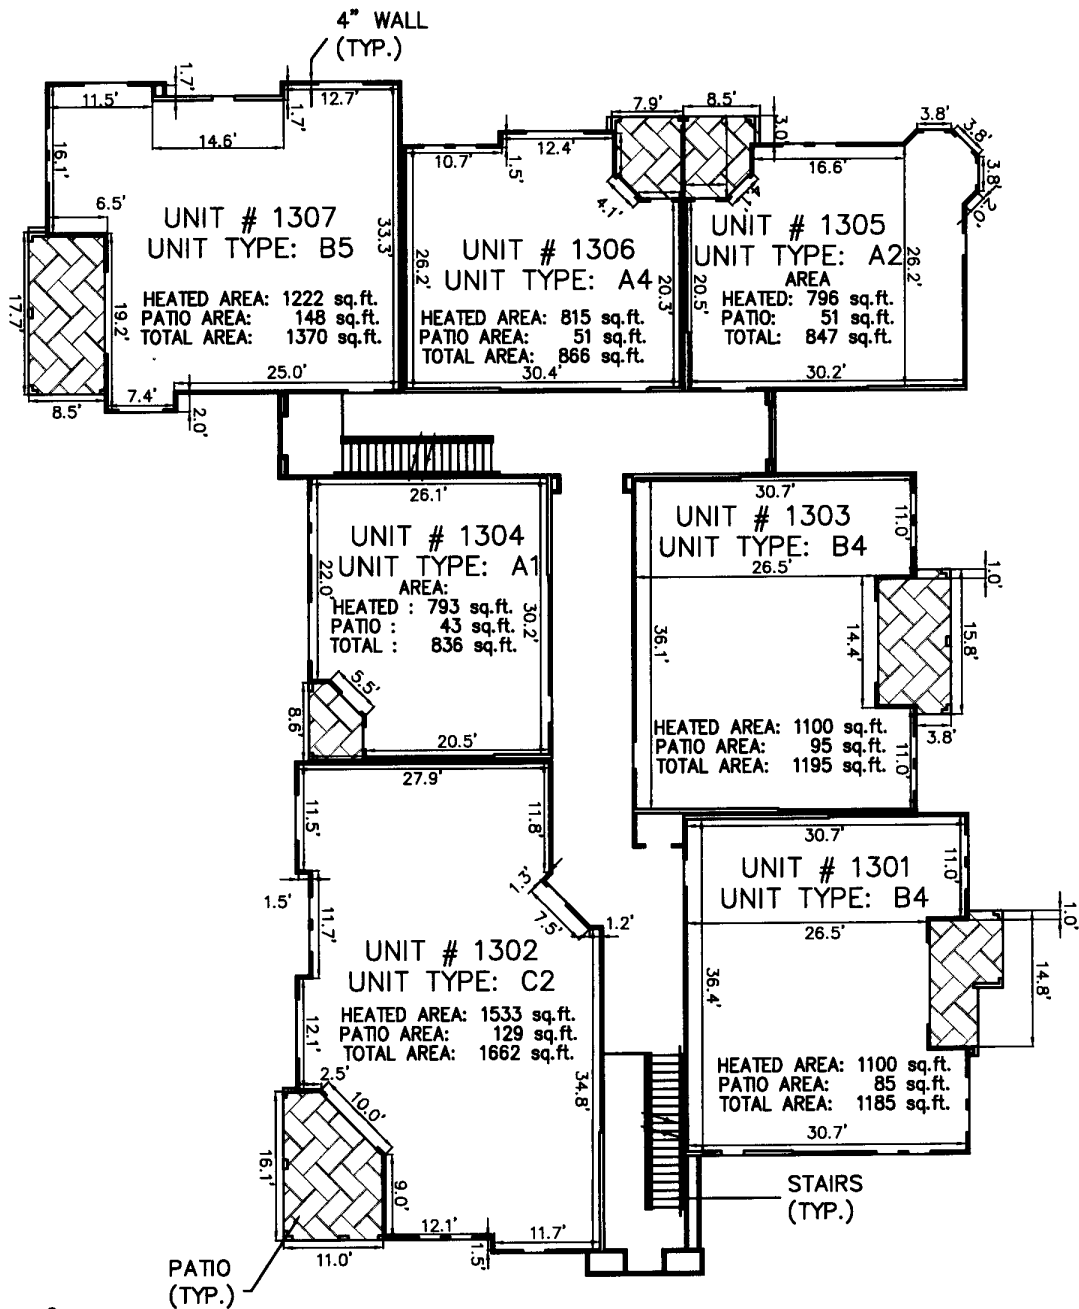 4" WALL
(TYP.)
11.5'
1.7'
12.7'
1.7'
14.6'
16.1'
6.5'
UNIT # 1307
UNIT TYPE: B5
33.3'
HEATED AREA: 1222 sq.ft.
PATIO AREA: 148 sq.ft.
TOTAL AREA: 1370 sq.ft.
17.7'
19.2'
25.0'
7.4'
8.5'
2.0'
10.7'
1.5'
12.4'
7.9'
4.1'
UNIT # 1306
UNIT TYPE: A4
26.2'
20.3'
HEATED AREA: 815 sq.ft.
PATIO AREA: 51 sq.ft.
TOTAL AREA: 866 sq.ft.
30.4'
8.5'
3.0'
16.6'
3.8'
3.8'
3.8'
2.0'
UNIT # 1305
UNIT TYPE: A2
AREA
HEATED: 796 sq.ft.
PATIO: 51 sq.ft.
TOTAL: 847 sq.ft.
20.5'
26.2'
30.2'
26.1'
UNIT # 1304
UNIT TYPE: A1
AREA:
HEATED : 793 sq.ft.
PATIO : 43 sq.ft.
TOTAL : 836 sq.ft.
22.0'
30.2'
5.5'
8.6'
20.5'
30.7'
UNIT # 1303
UNIT TYPE: B4
11.0'
26.5'
1.0'
36.1'
14.4'
15.8'
HEATED AREA: 1100 sq.ft.
PATIO AREA: 95 sq.ft.
TOTAL AREA: 1195 sq.ft.
3.8'
11.0'
27.9'
11.5'
11.8'
1.3'
7.5'
1.2'
1.5'
11.7'
UNIT # 1302
UNIT TYPE: C2
HEATED AREA: 1533 sq.ft.
PATIO AREA: 129 sq.ft.
TOTAL AREA: 1662 sq.ft.
12.1'
2.5'
10.0'
34.8'
16.1'
9.0'
12.1'
11.7'
1.5'
11.0'
30.7'
UNIT # 1301
UNIT TYPE: B4
11.0'
26.5'
1.0'
36.4'
14.8'
HEATED AREA: 1100 sq.ft.
PATIO AREA: 85 sq.ft.
TOTAL AREA: 1185 sq.ft.
30.7'
STAIRS
(TYP.)
PATIO
(TYP.)